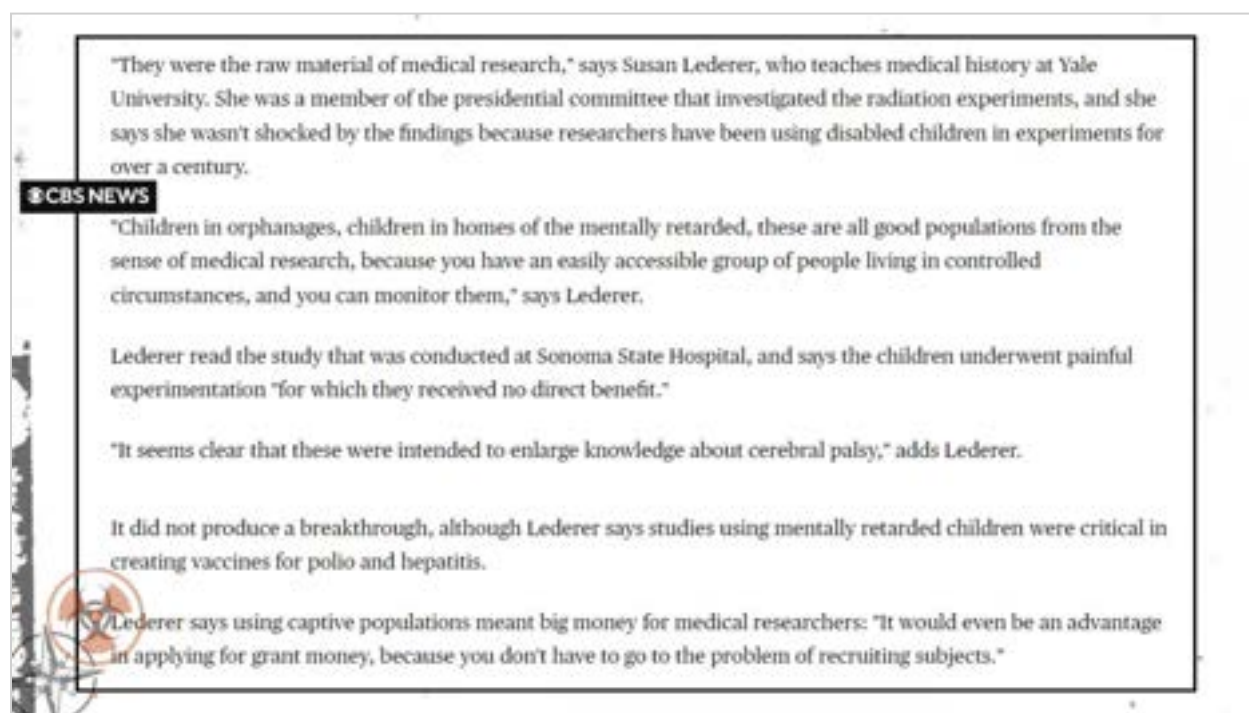 "They were the raw material of medical research," says Susan Lederer, who teaches medical history at Yale
University. She was a member of the presidential committee that investigated the radiation experiments, and she
says she wasn't shocked by the findings because researchers have been using disabled children in experiments for
over a century.
CBS NEWS
"Children in orphanages, children in homes of the mentally retarded, these are all good populations from the
sense of medical research, because you have an easily accessible group of people living in controlled
circumstances, and you can monitor them," says Lederer.
Lederer read the study that was conducted at Sonoma State Hospital, and says the children underwent painful
experimentation "for which they received no direct benefit."
"It seems clear that these were intended to enlarge knowledge about cerebral palsy," adds Lederer.
It did not produce a breakthrough, although Lederer says studies using mentally retarded children were critical in
creating vaccines for polio and hepatitis.
Lederer says using captive populations meant big money for medical researchers: "It would even be an advantage
in applying for grant money, because you don't have to go to the problem of recruiting subjects."